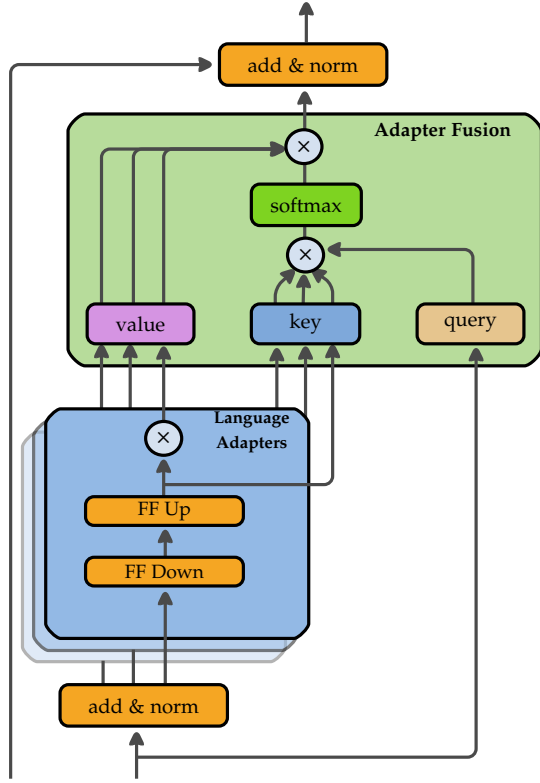 add & norm
Adapter Fusion
×
softmax
×
value
key
query
Language
Adapters
×
FF Up
FF Down
add & norm